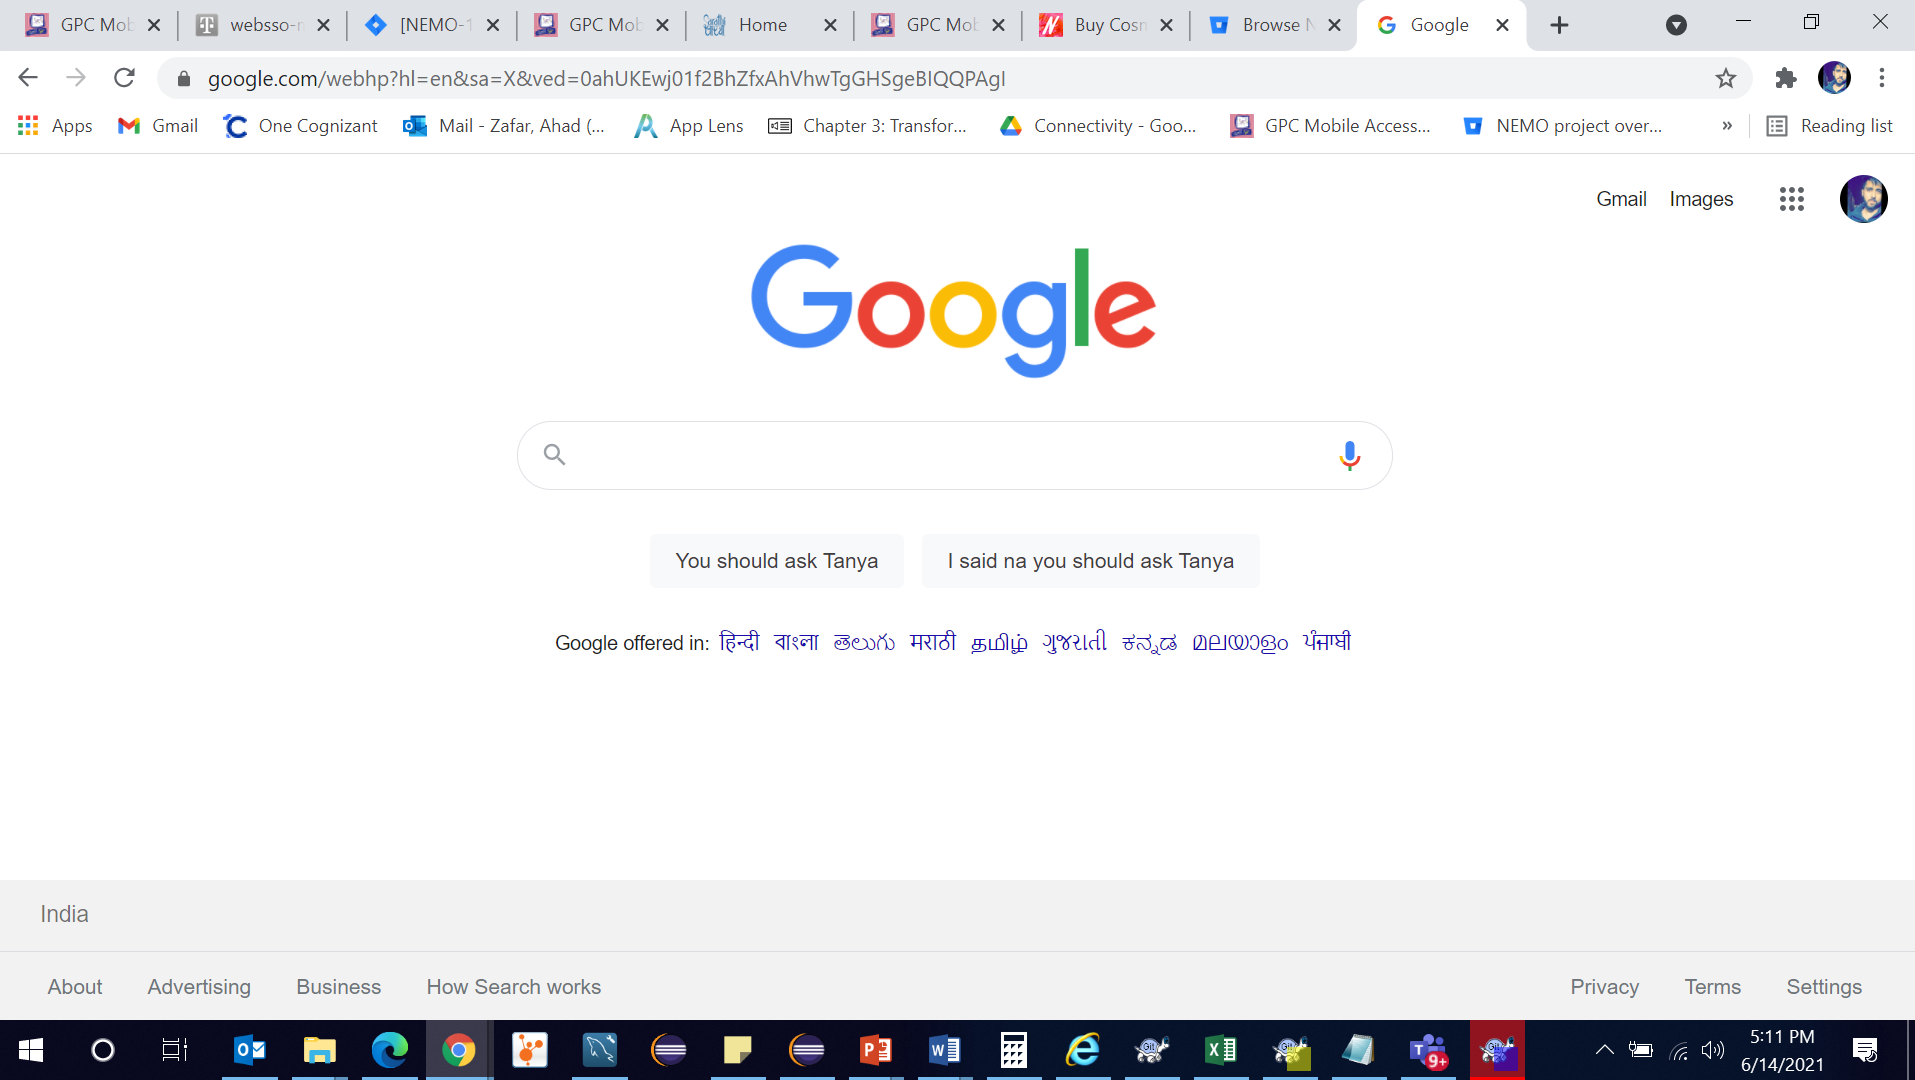 GPC Mob
websso-n
[NEMO-1
GPC Mob
Home
GPC Mob
Buy Cosm
Browse N
Google
google.com/webhp?hl=en&sa=X&ved=0ahUKEwj01f2BhZfxAhVhwTgGHSgeBIQQPAgI
Apps
Gmail
One Cognizant
Mail - Zafar, Ahad (...
App Lens
Chapter 3: Transfor...
Connectivity - Goo...
GPC Mobile Access...
NEMO project over...
»
Reading list
Gmail Images
Google
You should ask Tanya
I said na you should ask Tanya
Google offered in: हिन्दी বাংলা తెలుగు मराठी தமிழ் ગુજરાતી ಕನ್ನಡ മലയാളം ਪੰਜਾਬੀ
India
About Advertising Business How Search works
Privacy Terms Settings
9+
5:11 PM
6/14/2021